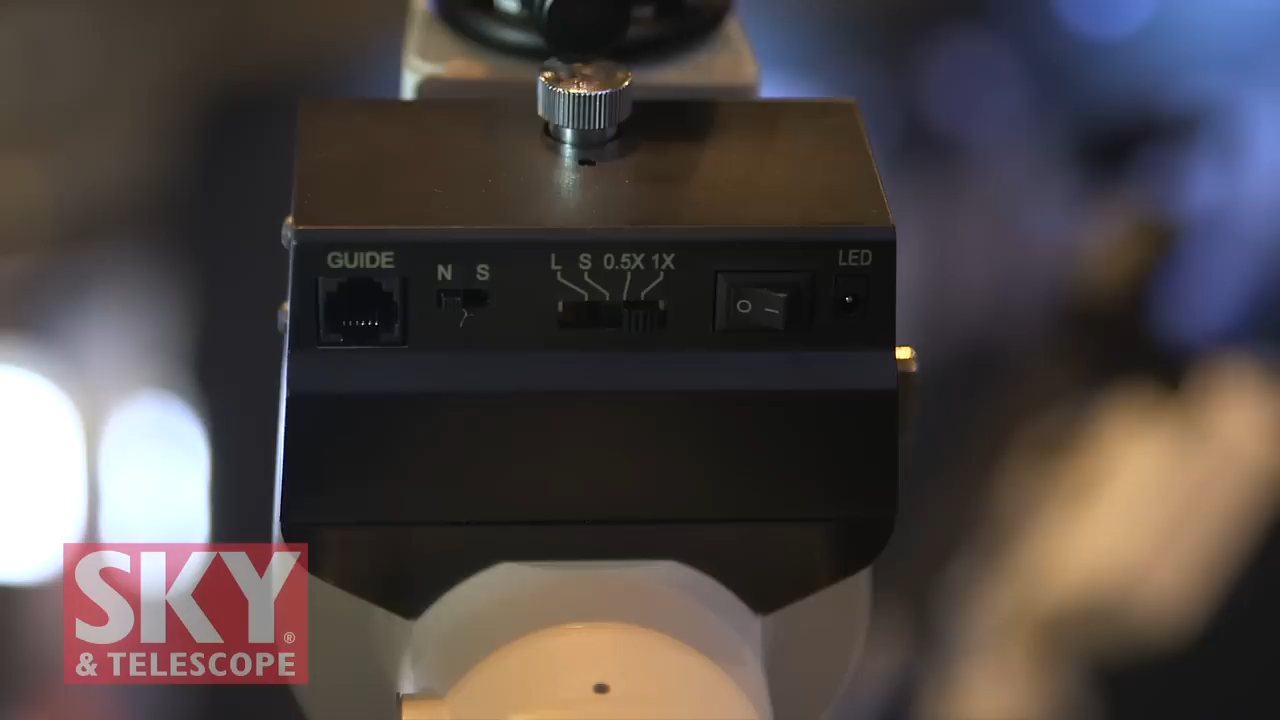 GUIDE
N S
L S 0.5X 1X
O I
LED
SKY®
& TELESCOPE